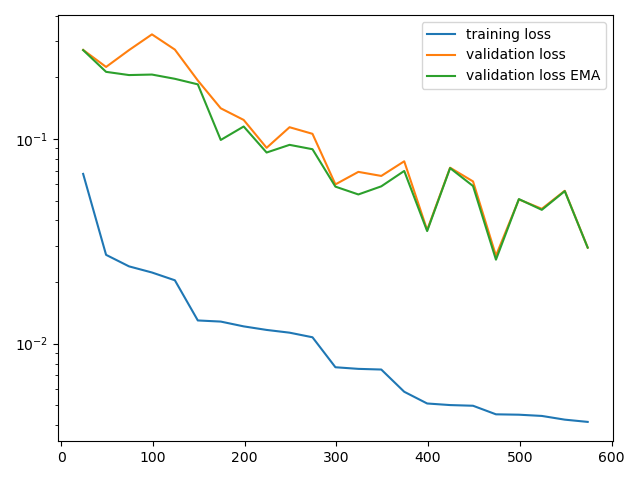 training loss
validation loss
validation loss EMA
10⁻¹
10⁻²
0 100 200 300 400 500 600